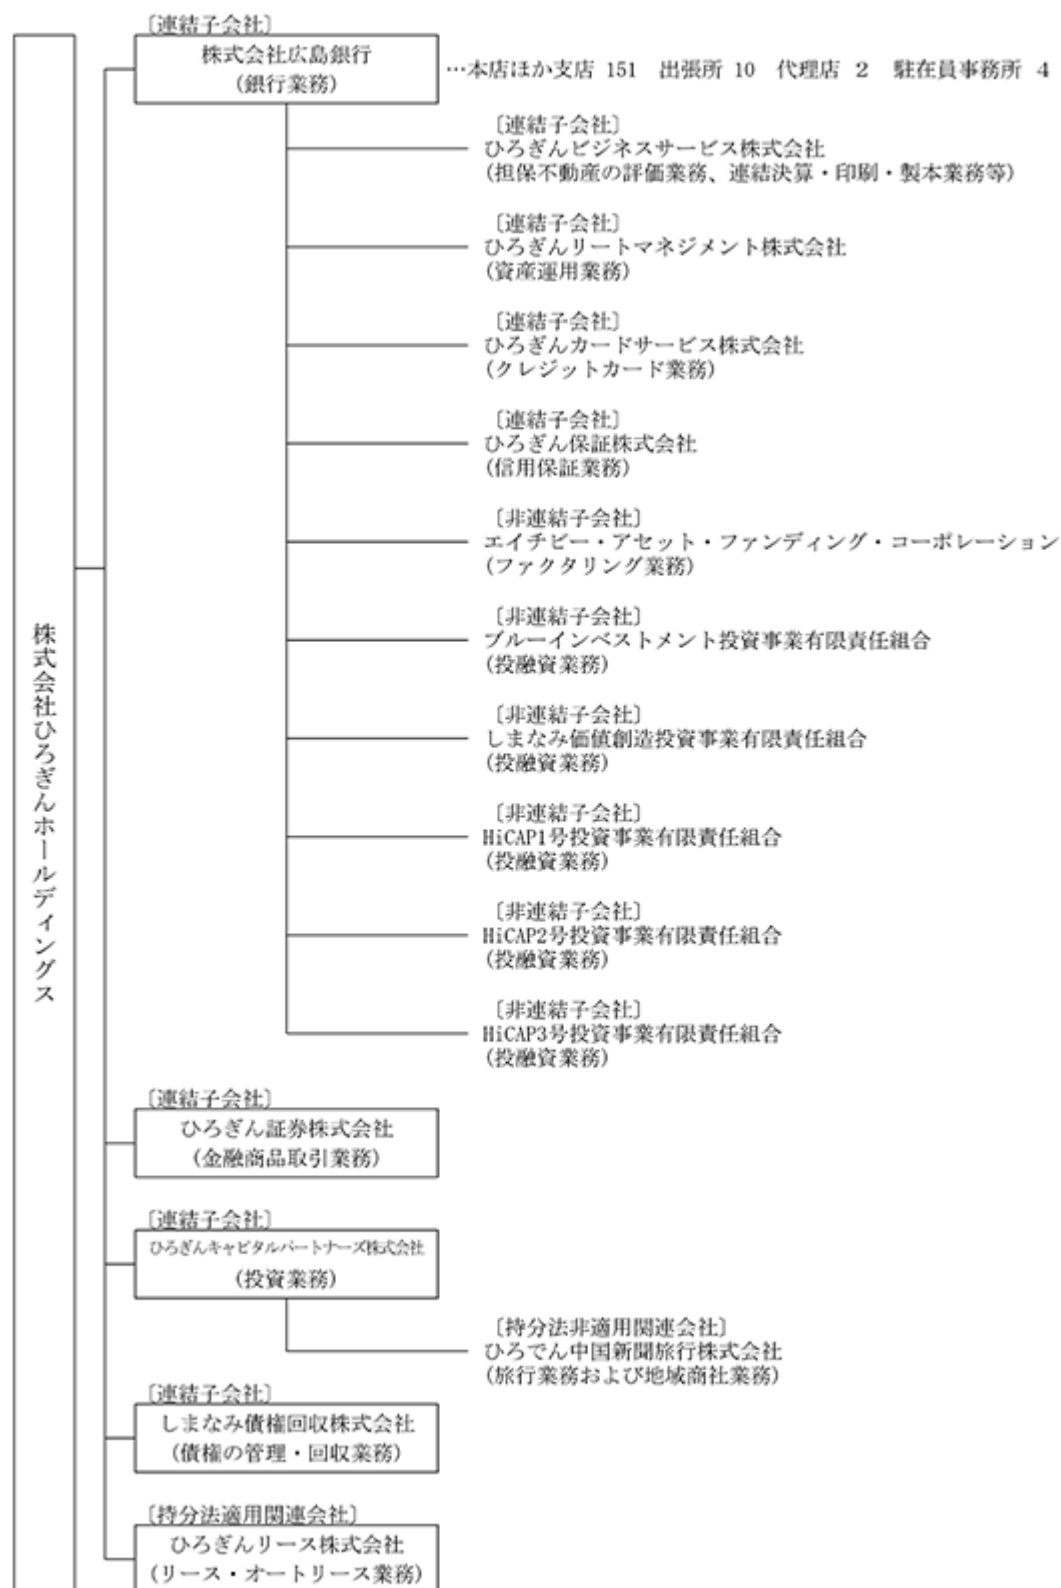 〔連結子会社〕
株式会社広島銀行
(銀行業務)
…本店ほか支店 151 出張所 10 代理店 2 駐在員事務所 4
〔連結子会社〕
ひろぎんビジネスサービス株式会社
(担保不動産の評価業務、連結決算・印刷・製本業務等)
〔連結子会社〕
ひろぎんリートマネジメント株式会社
(資産運用業務)
〔連結子会社〕
ひろぎんカードサービス株式会社
(クレジットカード業務)
〔連結子会社〕
ひろぎん保証株式会社
(信用保証業務)
〔非連結子会社〕
エイチビー・アセット・ファンディング・コーポレーション
(ファクタリング業務)
〔非連結子会社〕
ブルーインベストメント投資事業有限責任組合
(投融資業務)
〔非連結子会社〕
しまなみ価値創造投資事業有限責任組合
(投融資業務)
〔非連結子会社〕
HiCAP1号投資事業有限責任組合
(投融資業務)
〔非連結子会社〕
HiCAP2号投資事業有限責任組合
(投融資業務)
〔非連結子会社〕
HiCAP3号投資事業有限責任組合
(投融資業務)
株式会社ひろぎんホールディングス
〔連結子会社〕
ひろぎん証券株式会社
(金融商品取引業務)
〔連結子会社〕
ひろぎんキャピタルパートナーズ株式会社
(投資業務)
〔持分法非適用関連会社〕
ひろでん中国新聞旅行株式会社
(旅行業務および地域商社業務)
〔連結子会社〕
しまなみ債権回収株式会社
(債権の管理・回収業務)
〔持分法適用関連会社〕
ひろぎんリース株式会社
(リース・オートリース業務)